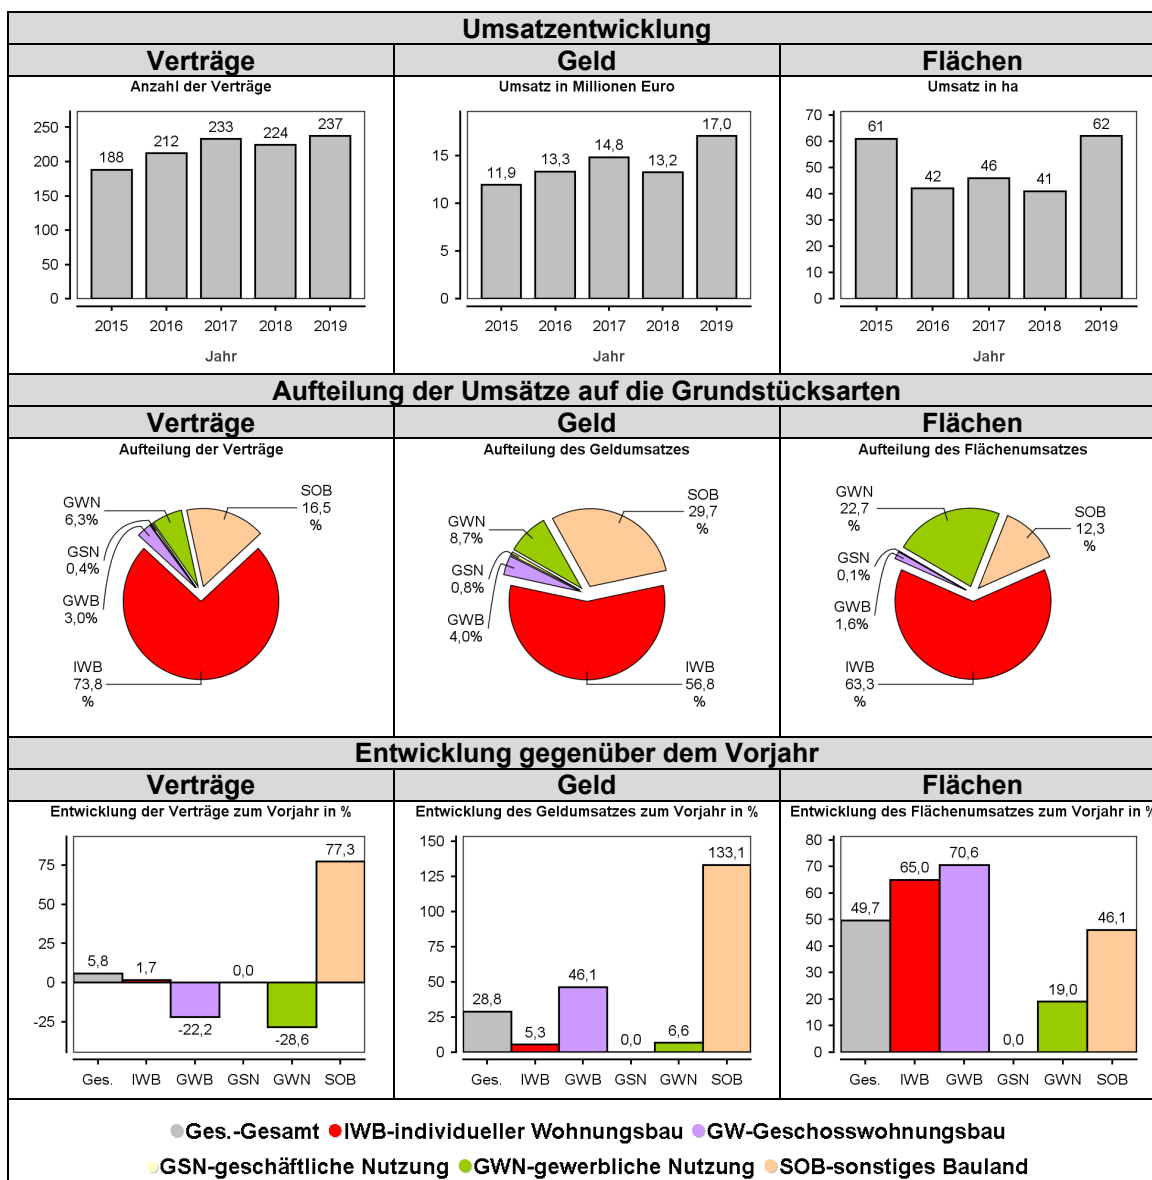 Umsatzentwicklung
Verträge
Geld
Flächen
Anzahl der Verträge
250
200
150
100
50
0
188
212
233
224
237
2015
2016
2017
2018
2019
Jahr
Umsatz in Millionen Euro
15
10
5
0
11,9
13,3
14,8
13,2
17,0
2015
2016
2017
2018
2019
Jahr
Umsatz in ha
70
60
50
40
30
20
10
0
61
42
46
41
62
2015
2016
2017
2018
2019
Jahr
Aufteilung der Umsätze auf die Grundstücksarten
Verträge
Geld
Flächen
Aufteilung der Verträge
GWN
6,3%
SOB
16,5
%
GSN
0,4%
GWB
3,0%
IWB
73,8
%
Aufteilung des Geldumsatzes
GWN
8,7%
SOB
29,7
%
GSN
0,8%
GWB
4,0%
IWB
56,8
%
Aufteilung des Flächenumsatzes
GWN
22,7
%
SOB
12,3
%
GSN
0,1%
GWB
1,6%
IWB
63,3
%
Entwicklung gegenüber dem Vorjahr
Verträge
Geld
Flächen
Entwicklung der Verträge zum Vorjahr in %
75
50
25
0
-25
5,8
1,7
-22,2
0,0
-28,6
77,3
Ges.
IWB
GWB
GSN
GWN
SOB
Entwicklung des Geldumsatzes zum Vorjahr in %
150
125
100
75
50
25
0
28,8
5,3
46,1
0,0
6,6
133,1
Ges.
IWB
GWB
GSN
GWN
SOB
Entwicklung des Flächenumsatzes zum Vorjahr in %
80
70
60
50
40
30
20
10
0
49,7
65,0
70,6
0,0
19,0
46,1
Ges.
IWB
GWB
GSN
GWN
SOB
Ges.-Gesamt IWB-individueller Wohnungsbau GW-Geschosswohnungsbau
GSN-geschäftliche Nutzung GWN-gewerbliche Nutzung SOB-sonstiges Bauland